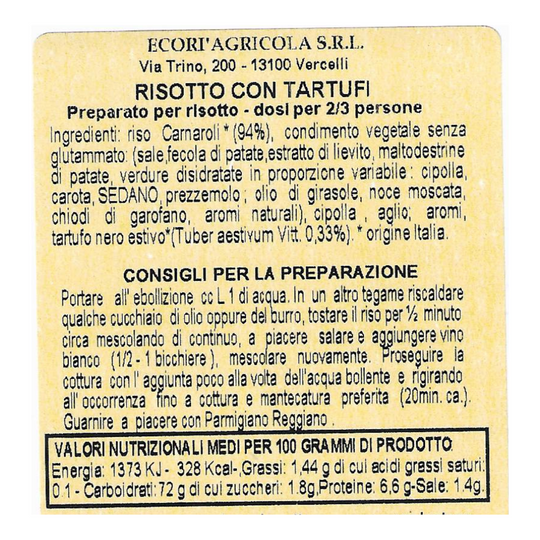 ECORI'AGRICOLA S.R.L.
Via Trino, 200 - 13100 Vercelli
RISOTTO CON TARTUFI
Preparato per risotto - dosi per 2/3 persone
Ingredienti: riso Carnaroli * (94%), condimento vegetale senza
glutammato: (sale,fecola di patate,estratto di lievito, maltodestrine
di patate, verdure disidratate in proporzione variabile : cipolla,
carota, SEDANO, prezzemolo ; olio di girasole, noce moscata,
chiodi di garofano, aromi naturali), cipolla , aglio; aromi,
tartufo nero estivo*(Tuber aestivum Vitt. 0,33%). * origine Italia.
CONSIGLI PER LA PREPARAZIONE
Portare all' ebollizione cc L 1 di acqua. In un altro tegame riscaldare
qualche cucchiaio di olio oppure del burro, tostare il riso per ½ minuto
circa mescolando di continuo, a piacere salare e aggiungere vino
bianco (1/2 - 1 bicchiere ), mescolare nuovamente. Proseguire la
cottura con l' aggiunta poco alla volta dell'acqua bollente e rigirando
all' occorrenza fino a cottura e mantecatura preferita (20min. ca.).
Guarnire a piacere con Parmigiano Reggiano .
VALORI NUTRIZIONALI MEDI PER 100 GRAMMI DI PRODOTTO
Energia: 1373 KJ - 328 Kcal-,Grassi: 1,44 g di cui acidi grassi saturi:
0.1 - Carboidrati: 72 g di cui zuccheri: 1.8g,Proteine: 6,6 g-Sale: 1.4g.